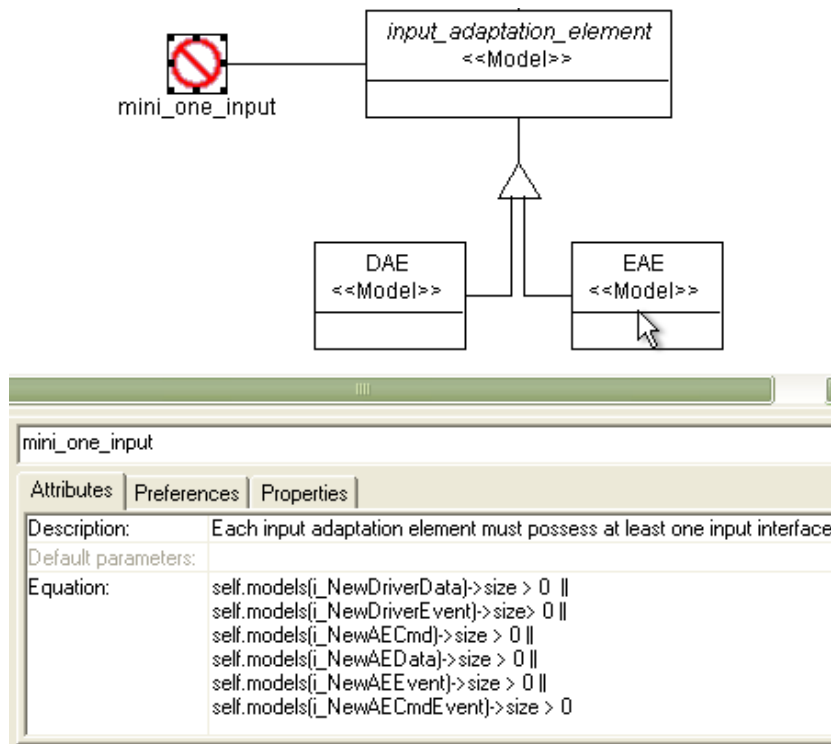 input_adaptation_element
<<Model>>
mini_one_input
DAE
<<Model>>
EAE
<<Model>>
mini_one_input
Attributes Preferences Properties
Description: Each input adaptation element must possess at least one input interface
Default parameters:
Equation: self.models(i_NewDriverData)->size > 0 ||
self.models(i_NewDriverEvent)->size> 0 ||
self.models(i_NewAECmd)->size > 0 ||
self.models(i_NewAEData)->size > 0 ||
self.models(i_NewAEEvent)->size > 0 ||
self.models(i_NewAECmdEvent)->size > 0